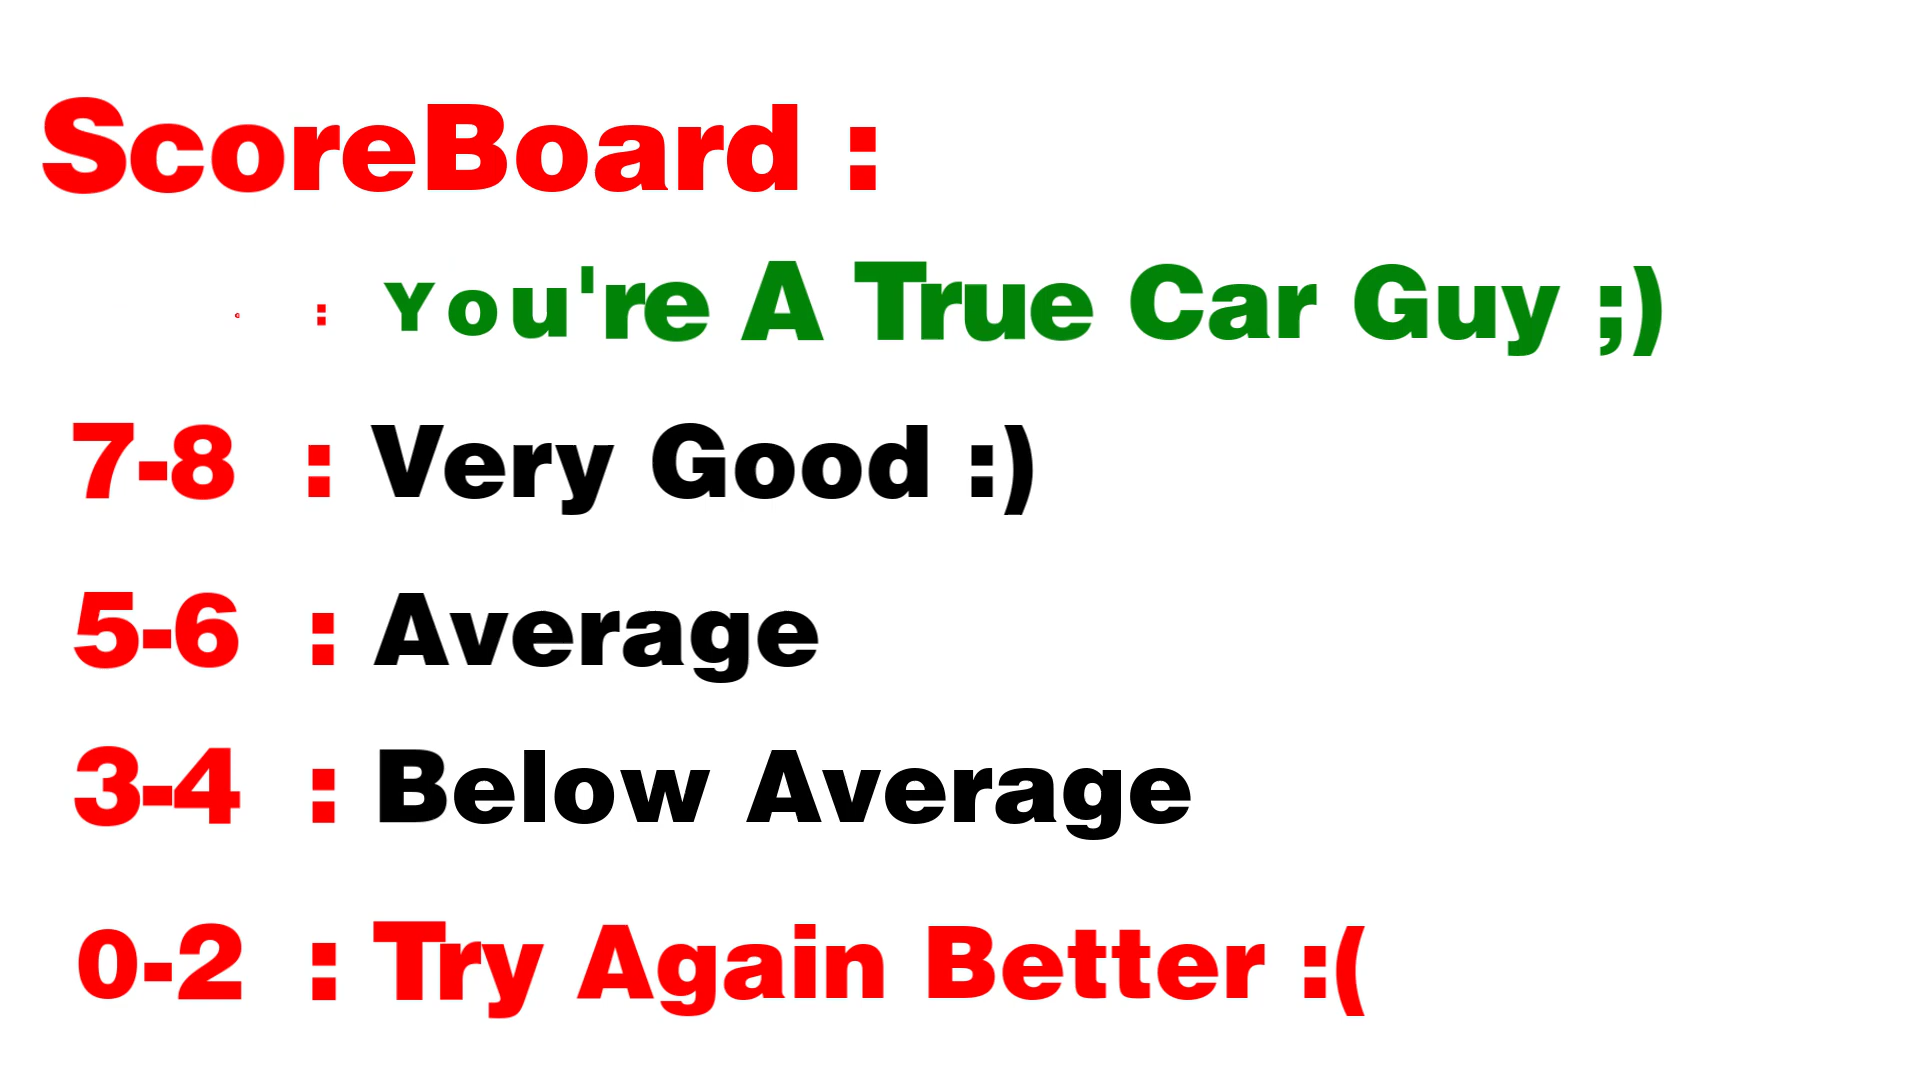 ScoreBoard :
: You're A True Car Guy ;)
7-8 : Very Good :)
5-6 : Average
3-4 : Below Average
0-2 : Try Again Better :(